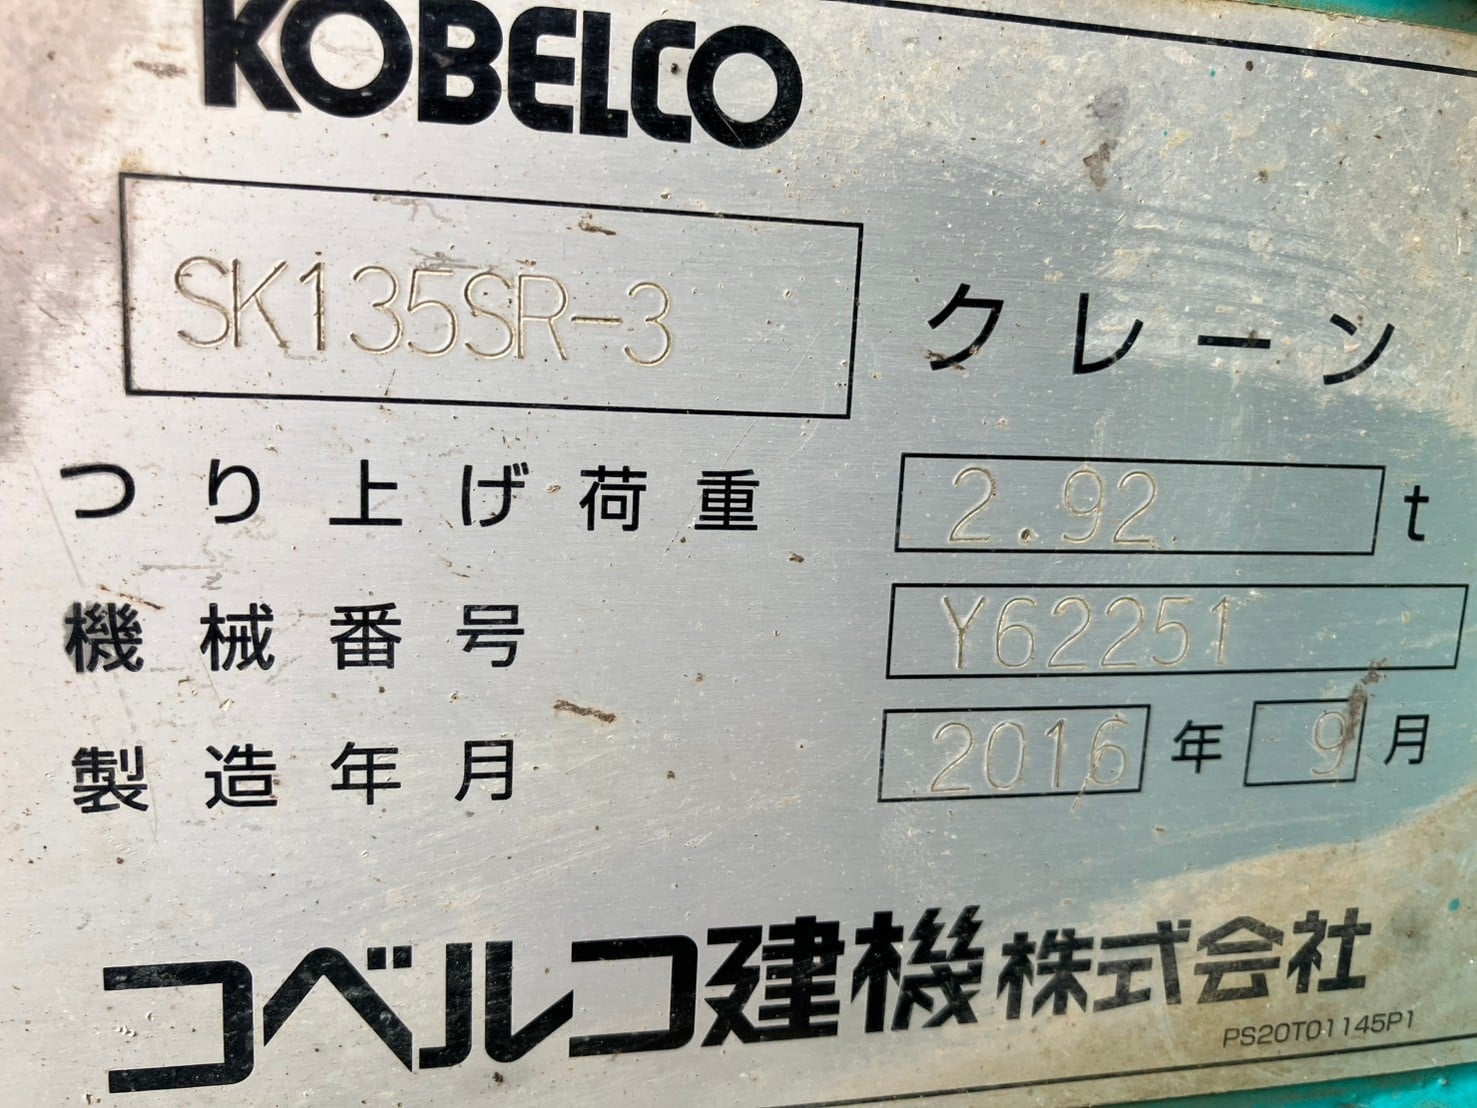 KOBELCO
SK135SR-3 クレーン
つり上げ荷重 2.92 t
機械番号 Y62251
製造年月 2016 年 9 月
コベルコ建機株式会社
PS20T01145P1